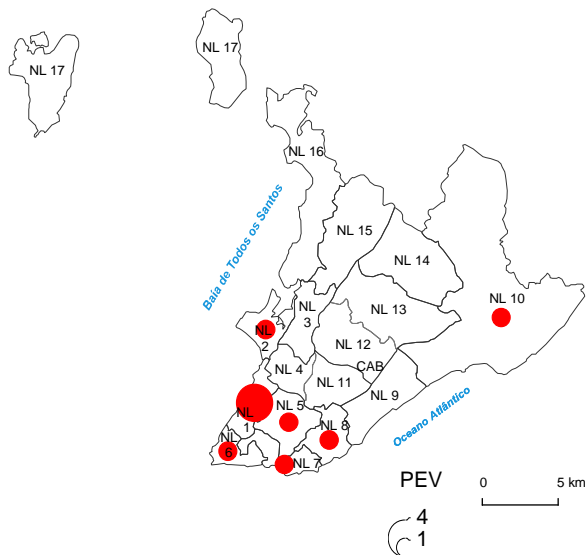 NL 17
NL 17
NL 16
Baía de Todos os Santos
NL 15
NL 14
NL 10
NL
3
NL 13
NL
2
NL 12
CAB
NL 4
NL 11
NL 9
NL 5
NL
1
NL 8
Oceano Atlântico
NL
6
NL 7
PEV
0
5 km
4
1